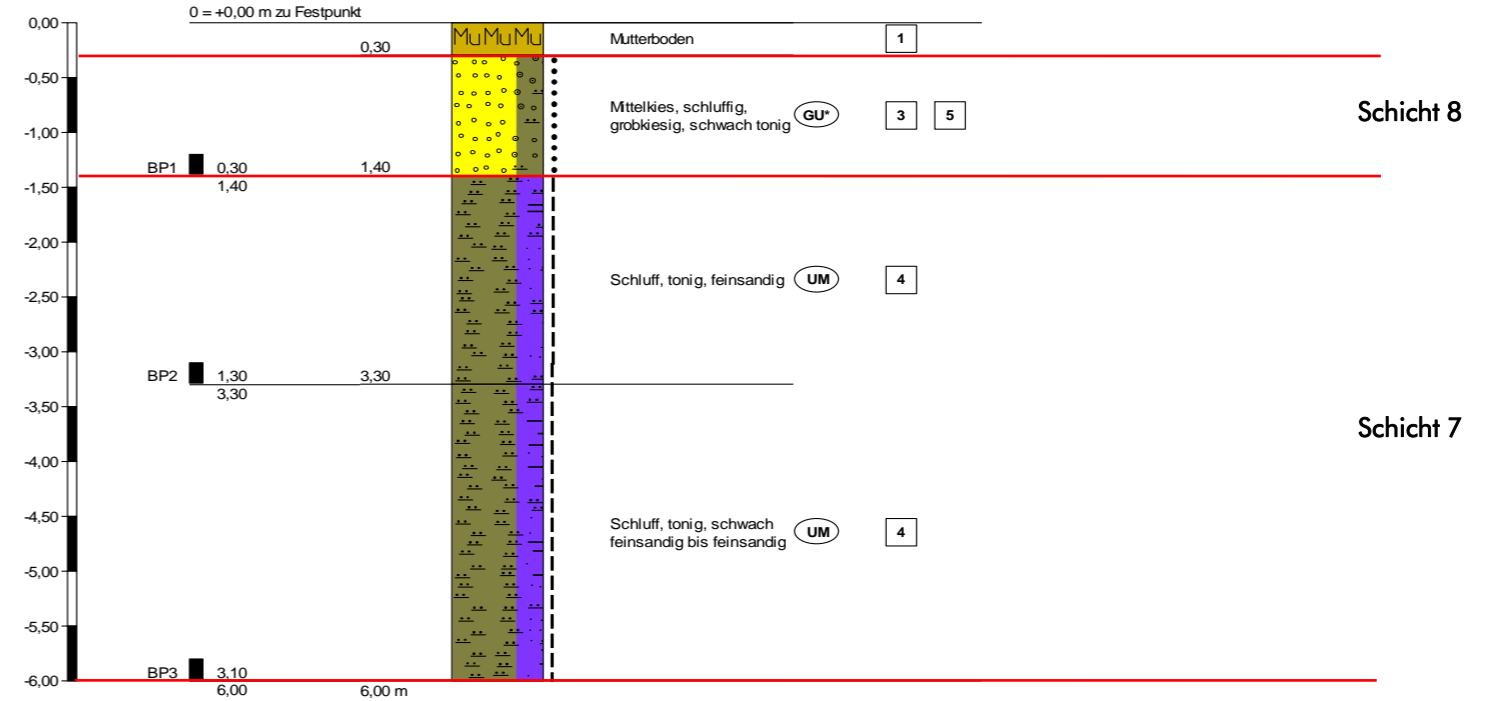 0 = +0,00 m zu Festpunkt
0,00
Mu Mu Mu
Mutterboden
1
0,30
-0,50
Mittelkies, schluffig,
grobkiesig, schwach tonig
GU*
3
5
Schicht 8
-1,00
BP1
0,30
1,40
1,40
-1,50
-2,00
Schluff, tonig, feinsandig
UM
4
-2,50
-3,00
BP2
1,30
3,30
3,30
-3,50
Schicht 7
-4,00
-4,50
Schluff, tonig, schwach
feinsandig bis feinsandig
UM
4
-5,00
-5,50
BP3
3,10
-6,00
6,00
6,00 m